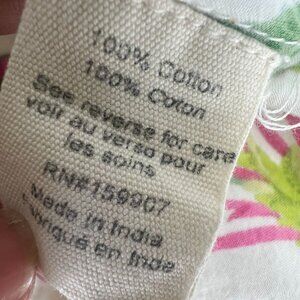 100% Cotton
100% Coton
See reverse for care
voir au verso pour
les soins
RN#159907
Made in India
Fabriqué en Inde